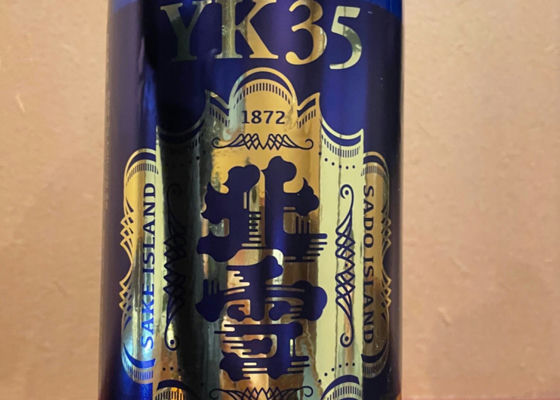 YK35
1872
SAKE ISLAND
SADO ISLAND
北雪